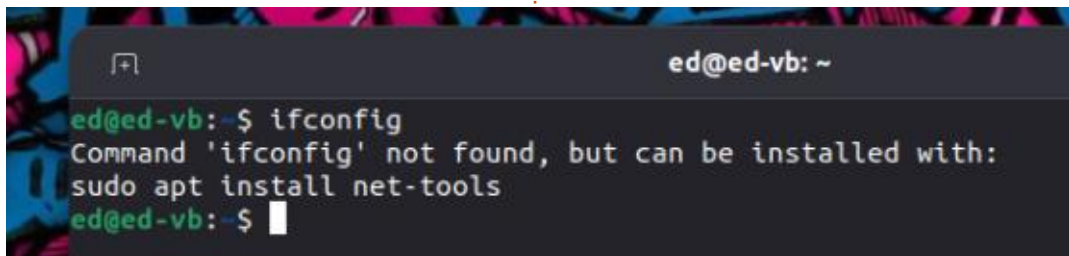 ed@ed-vb: ~
ed@ed-vb:~$ ifconfig
Command 'ifconfig' not found, but can be installed with:
sudo apt install net-tools
ed@ed-vb:~$